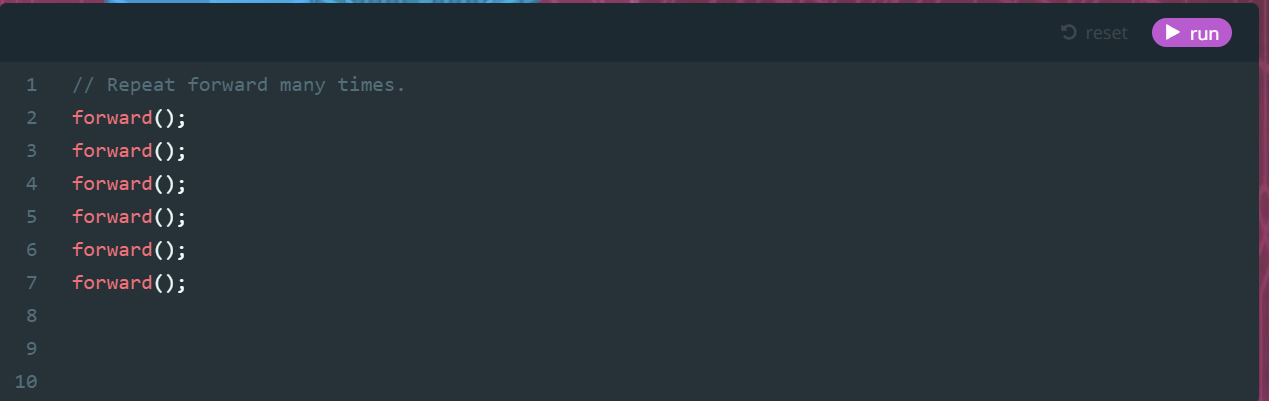 reset run
1 // Repeat forward many times.
2 forward();
3 forward();
4 forward();
5 forward();
6 forward();
7 forward();
8
9
10